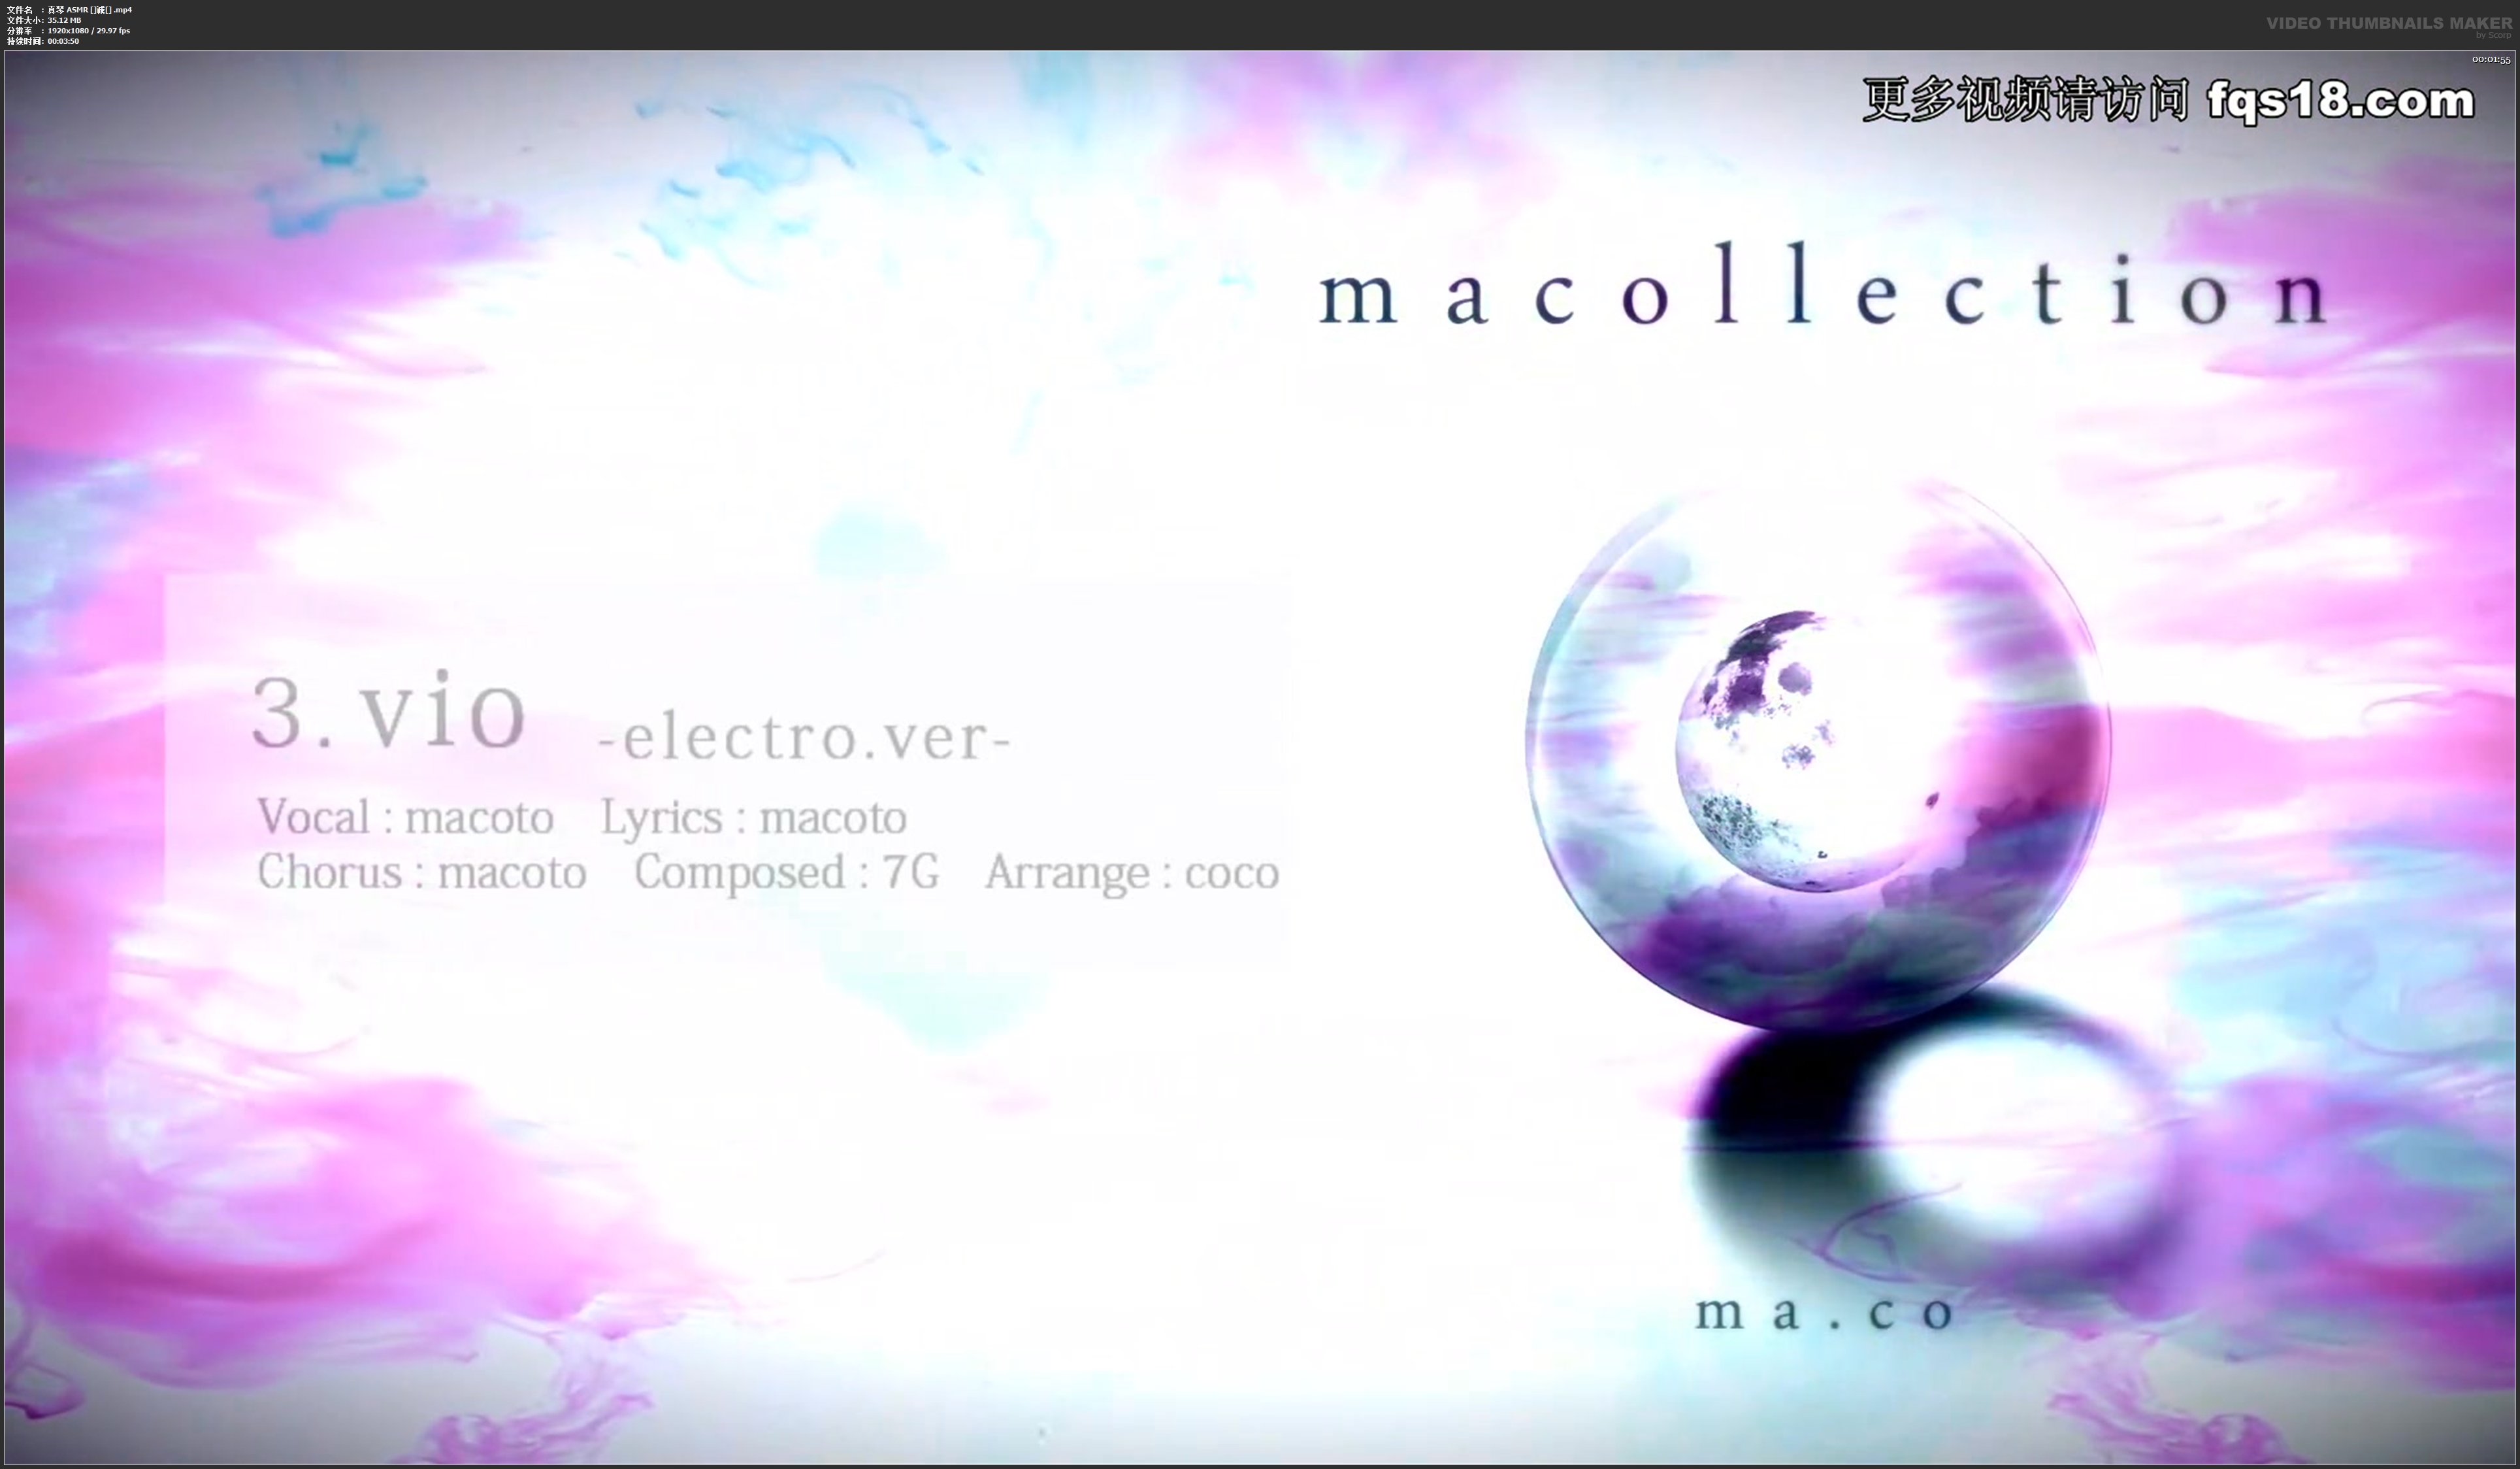 文件名 : 真琴 ASMR [ ].mp4
文件大小: 35.12 MB
分辨率 : 1920x1080 / 29.97 fps
持续时间: 00:03:50
VIDEO THUMBNAILS MAKER
by Scorp
00:01:55
更多视频请访问 fqs18.com
macollection
3.vio -electro.ver-
Vocal : macoto Lyrics : macoto
Chorus : macoto Composed : 7G Arrange : coco
ma.co